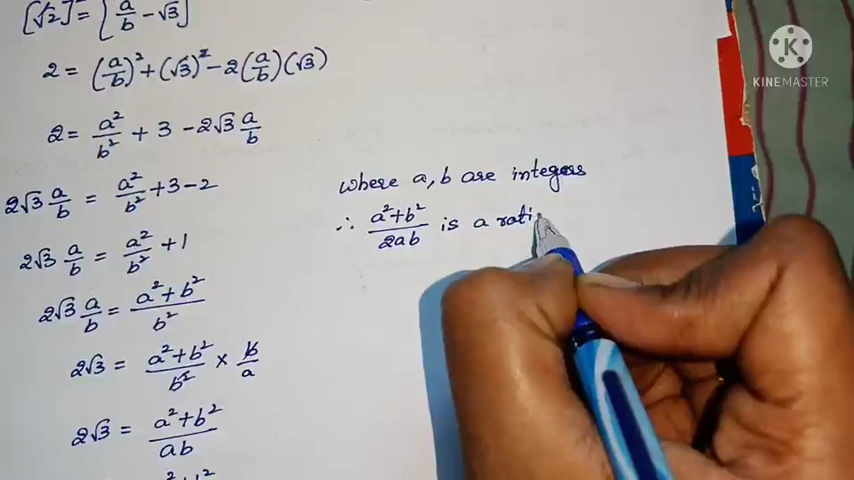 [√2]² = [a/b - √3]
2 = (a/b)² + (√3)² - 2(a/b)(√3)
2 = a²/b² + 3 - 2√3 a/b
2√3 a/b = a²/b² + 3 - 2
2√3 a/b = a²/b² + 1
2√3 a/b = a² + b²/b²
2√3 = a² + b²/b² × b/a
2√3 = a² + b²/ab
where a, b are integers
∴ a² + b²/2ab is a rati
K
KINEMASTER